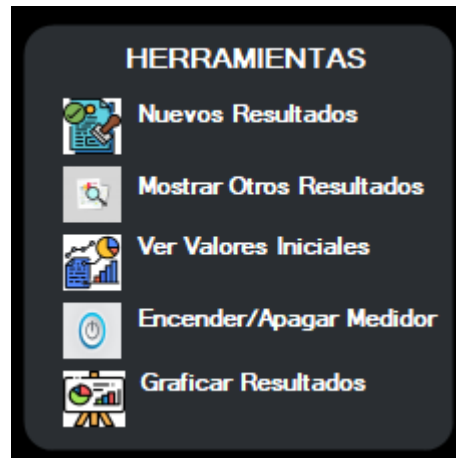 HERRAMIENTAS
Nuevos Resultados
Mostrar Otros Resultados
Ver Valores Iniciales
Encender/Apagar Medidor
Graficar Resultados